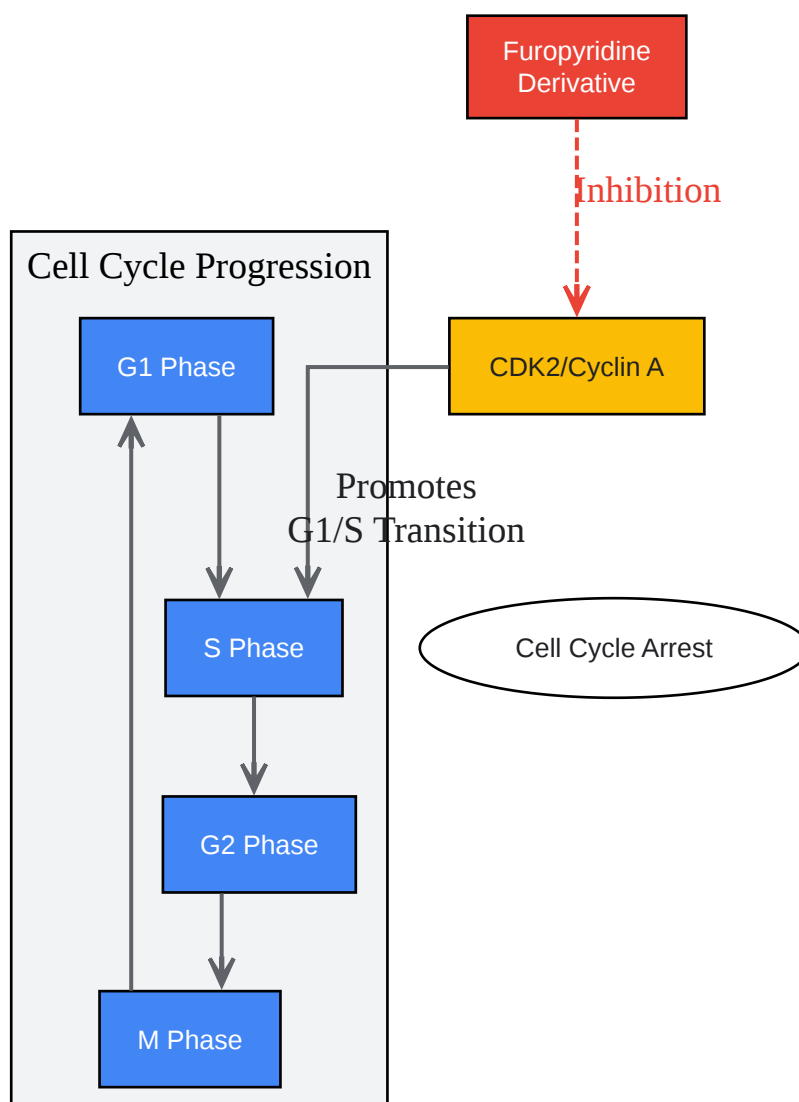 Furopyridine
Derivative
Inhibition
Cell Cycle Progression
G1 Phase
CDK2/Cyclin A
Promotes
G1/S Transition
S Phase
Cell Cycle Arrest
G2 Phase
M Phase